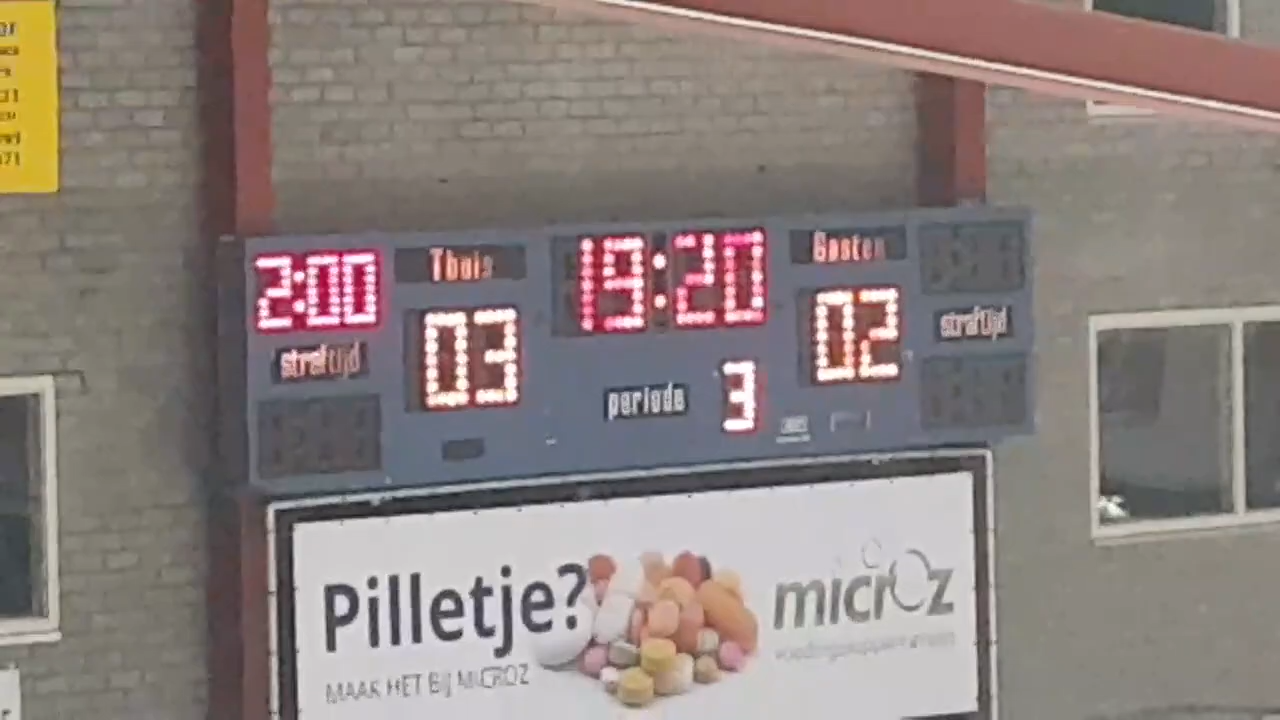 2:00
Thuis
19:20
Gasten
straftijd
03
02
straftijd
periode
3
Pilletje?
microz
MAAK HET BIJ MICROZ